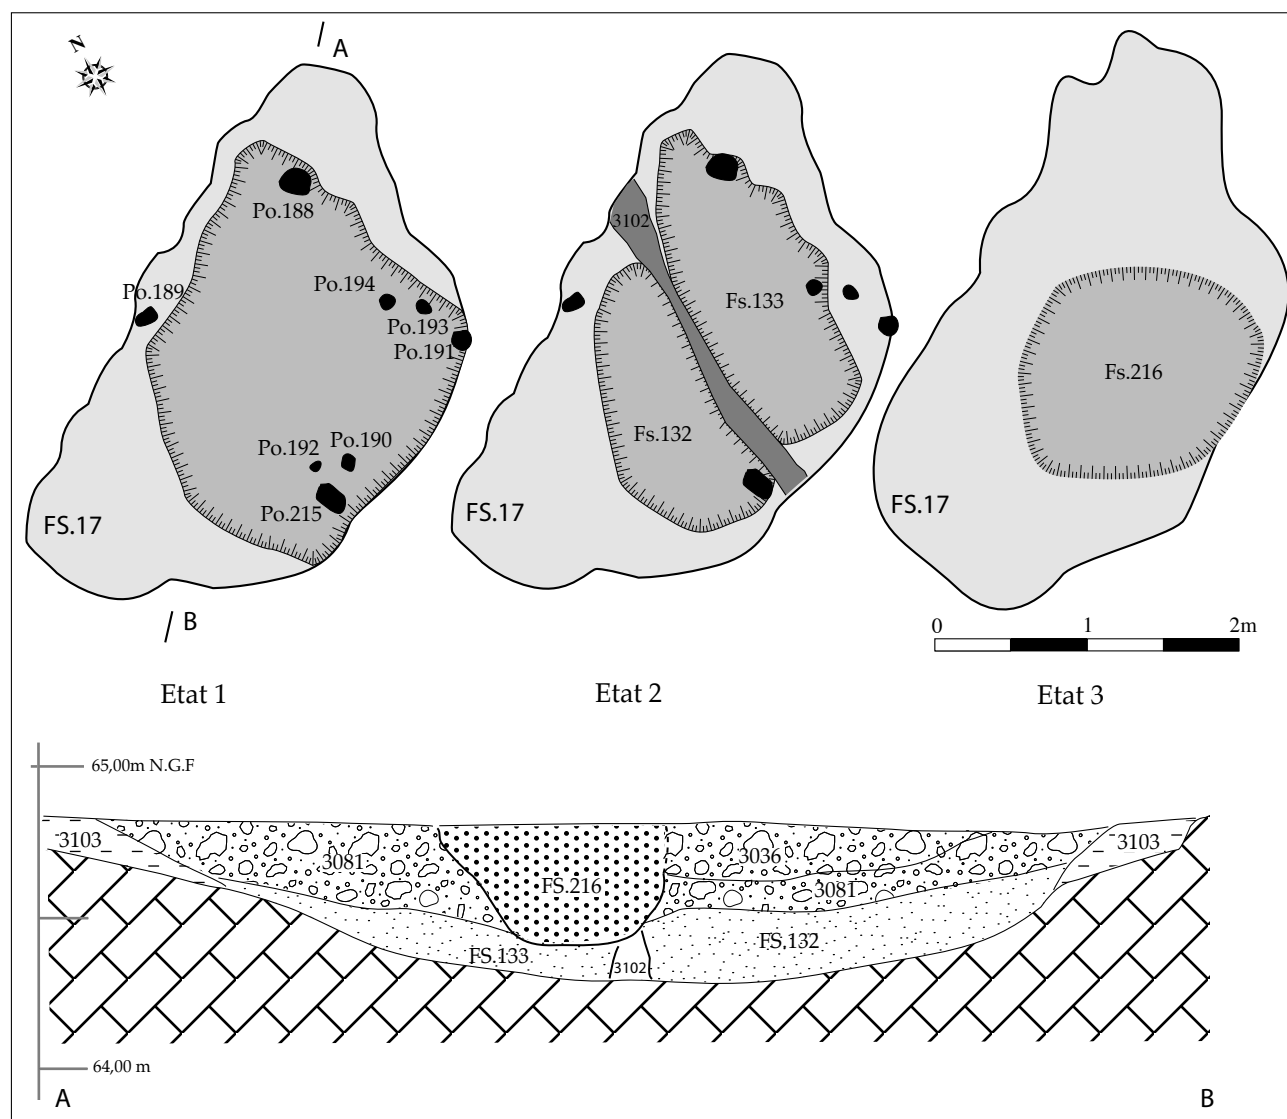 N
A
Po.188
Po.189
Po.194
Po.193
Po.191
Po.192
Po.190
Po.215
FS.17
B
3102
Fs.133
Fs.132
FS.17
Fs.216
FS.17
0 1 2m
Etat 1
Etat 2
Etat 3
65,00m N.G.F
3103
3081
FS.216
3036
3081
3103
FS.133
3102
FS.132
64,00 m
A
B